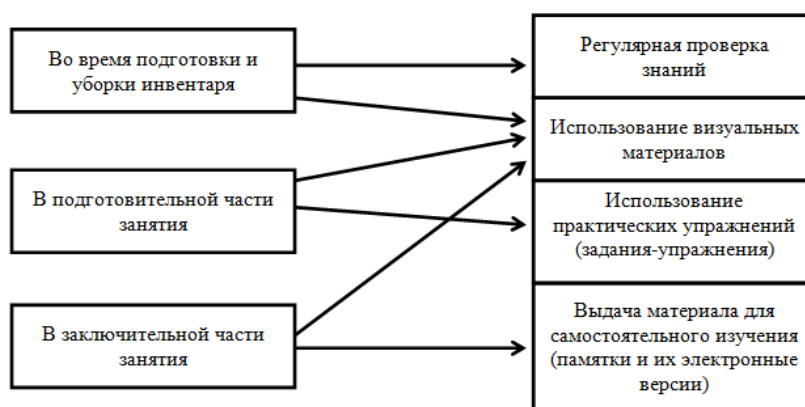 Во время подготовки и
уборки инвентаря
В подготовительной части
занятия
В заключительной части
занятия
Регулярная проверка
знаний
Использование визуальных
материалов
Использование
практических упражнений
(задания-упражнения)
Выдача материала для
самостоятельного изучения
(памятки и их электронные
версии)